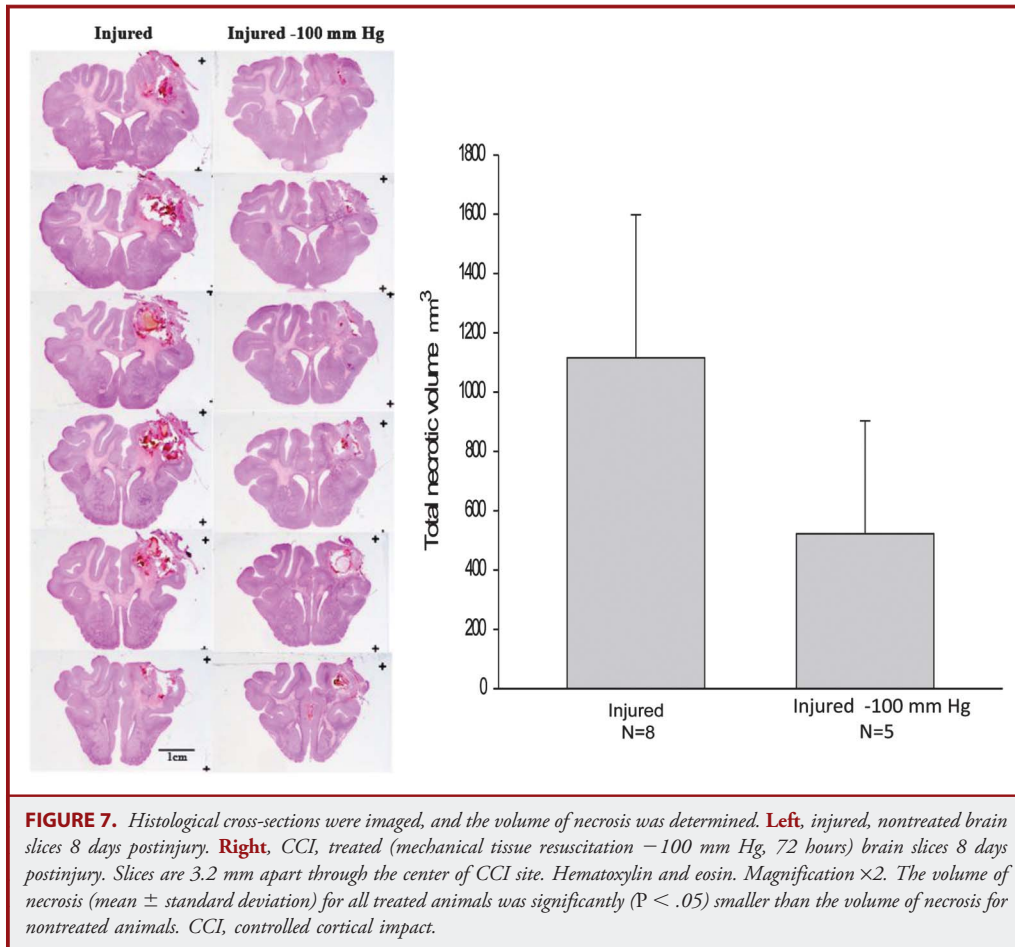 Injured
Injured -100 mm Hg
1cm
Total necrotic volume mm³
1800
1600
1400
1200
1000
800
600
400
200
0
Injured
N=8
Injured -100 mm Hg
N=5
FIGURE 7. Histological cross-sections were imaged, and the volume of necrosis was determined. Left, injured, nontreated brain
slices 8 days postinjury. Right, CCI, treated (mechanical tissue resuscitation −100 mm Hg, 72 hours) brain slices 8 days
postinjury. Slices are 3.2 mm apart through the center of CCI site. Hematoxylin and eosin. Magnification ×2. The volume of
necrosis (mean ± standard deviation) for all treated animals was significantly (P < .05) smaller than the volume of necrosis for
nontreated animals. CCI, controlled cortical impact.